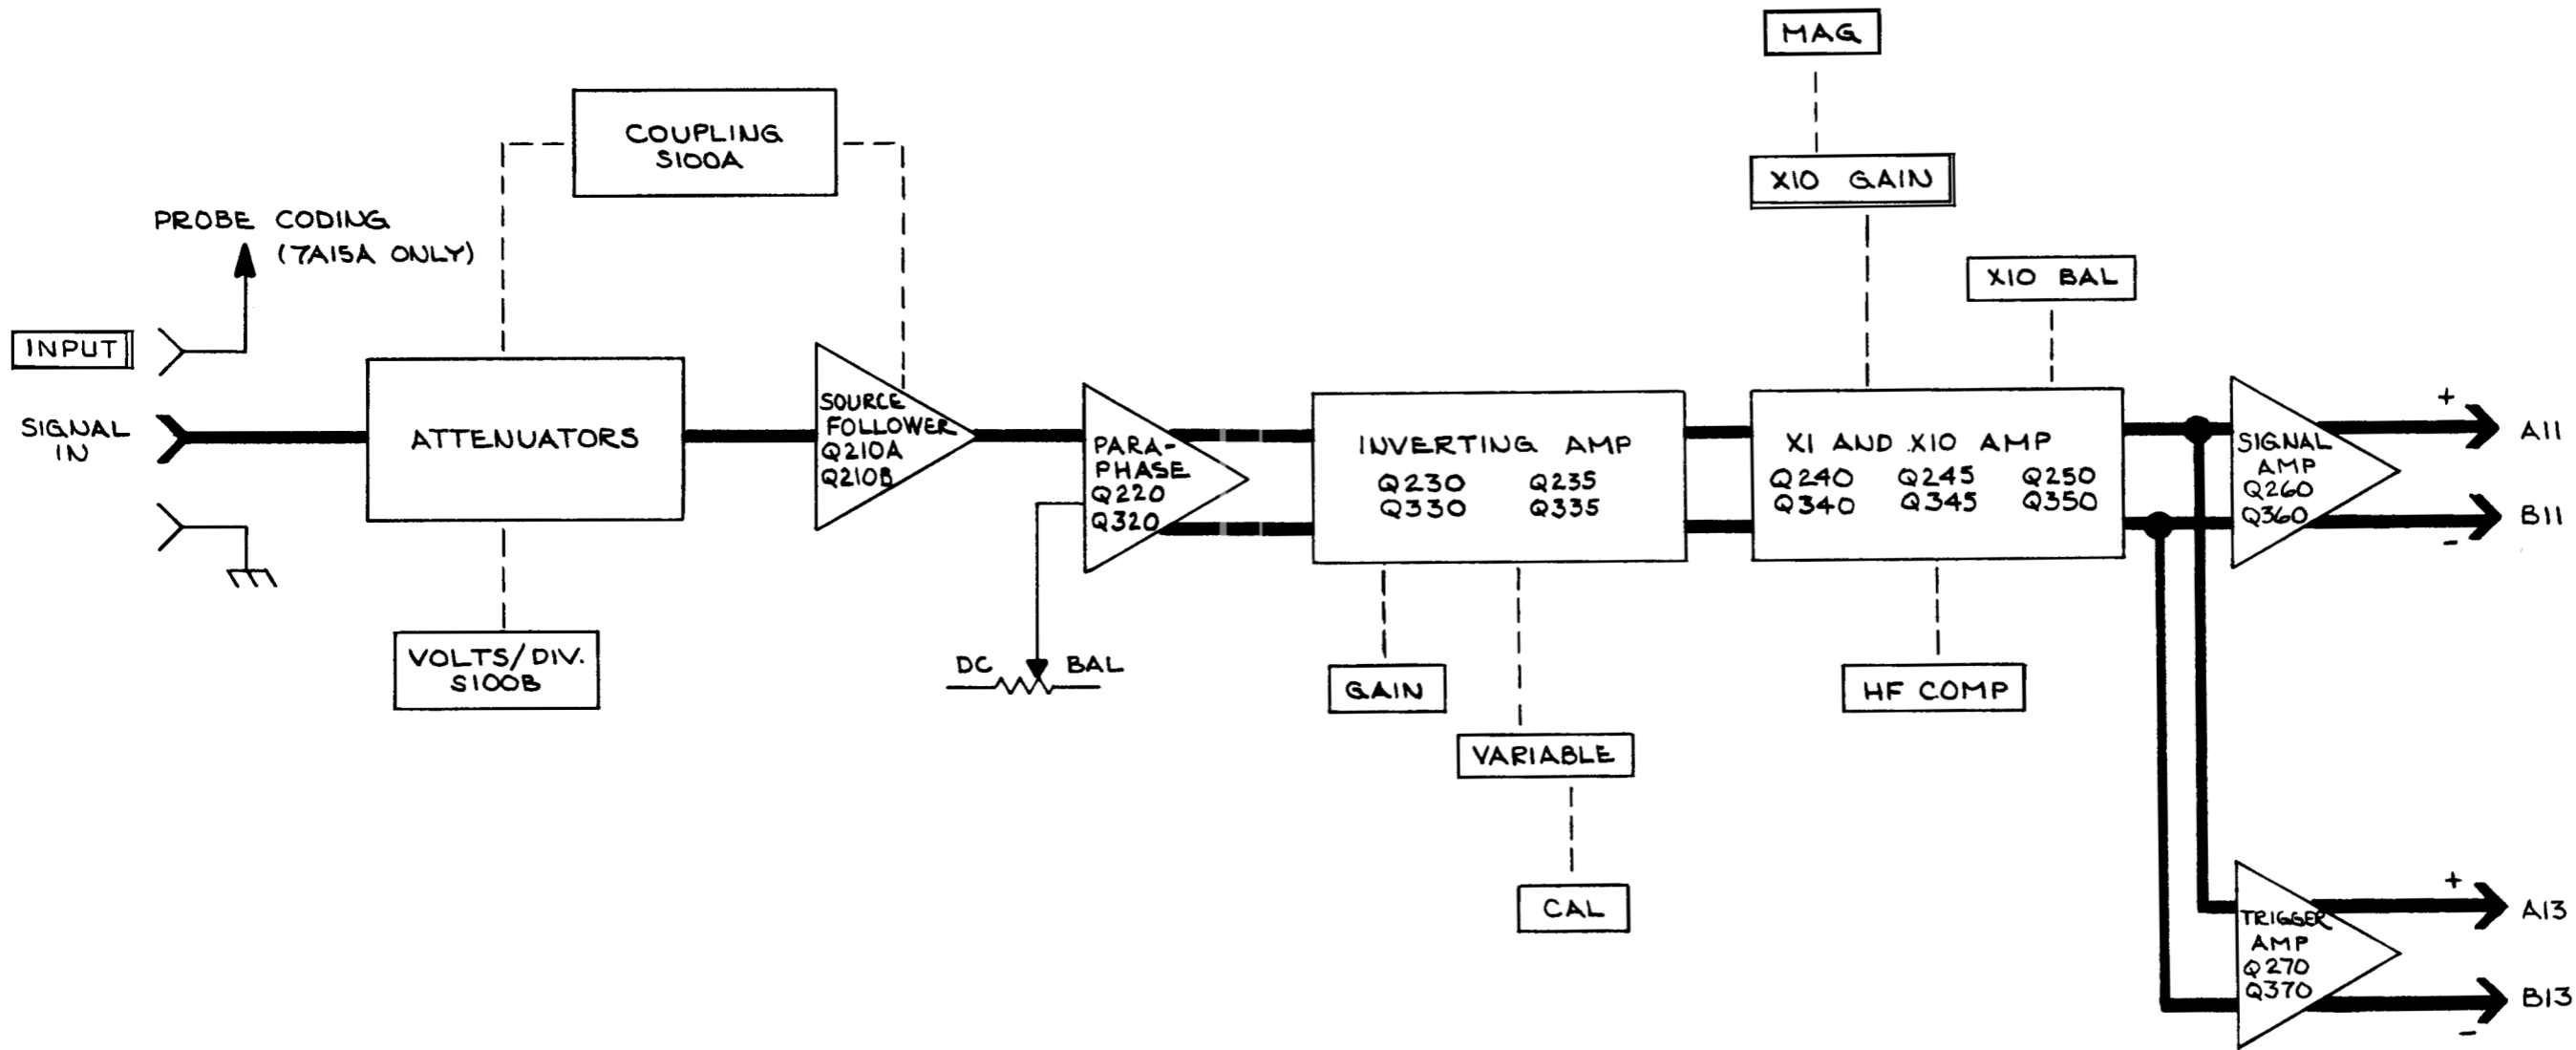 MAG
COUPLING
S100A
X10 GAIN
PROBE CODING
(7A15A ONLY)
X10 BAL
INPUT
SIGNAL
IN
ATTENUATORS
SOURCE
FOLLOWER
Q210A
Q210B
PARA-
PHASE
Q220
Q320
INVERTING AMP
Q230 Q235
Q330 Q335
X1 AND X10 AMP
Q240 Q245 Q250
Q340 Q345 Q350
SIGNAL
AMP
Q260
Q360
+
A11
B11
-
VOLTS/DIV.
S100B
DC BAL
GAIN
HF COMP
VARIABLE
CAL
TRIGGER
AMP
Q270
Q370
+
A13
B13
-